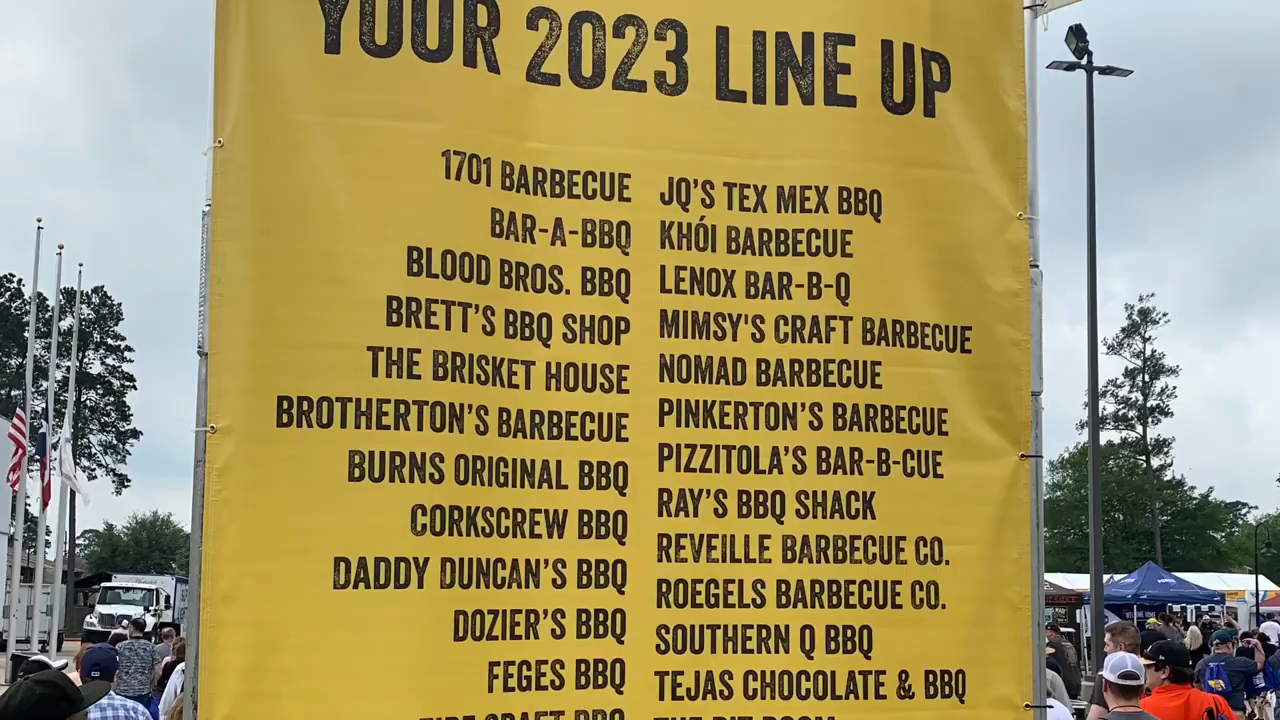 YOUR 2023 LINE UP
1701 BARBECUE
BAR-A-BBQ
BLOOD BROS. BBQ
BRETT'S BBQ SHOP
THE BRISKET HOUSE
BROTHERTON'S BARBECUE
BURNS ORIGINAL BBQ
CORKSCREW BBQ
DADDY DUNCAN'S BBQ
DOZIER'S BBQ
FEGES BBQ
JQ'S TEX MEX BBQ
KHÓI BARBECUE
LENOX BAR-B-Q
MIMSY'S CRAFT BARBECUE
NOMAD BARBECUE
PINKERTON'S BARBECUE
PIZZITOLA'S BAR-B-CUE
RAY'S BBQ SHACK
REVEILLE BARBECUE CO.
ROEGELS BARBECUE CO.
SOUTHERN Q BBQ
TEJAS CHOCOLATE & BBQ
WELCOME HOME